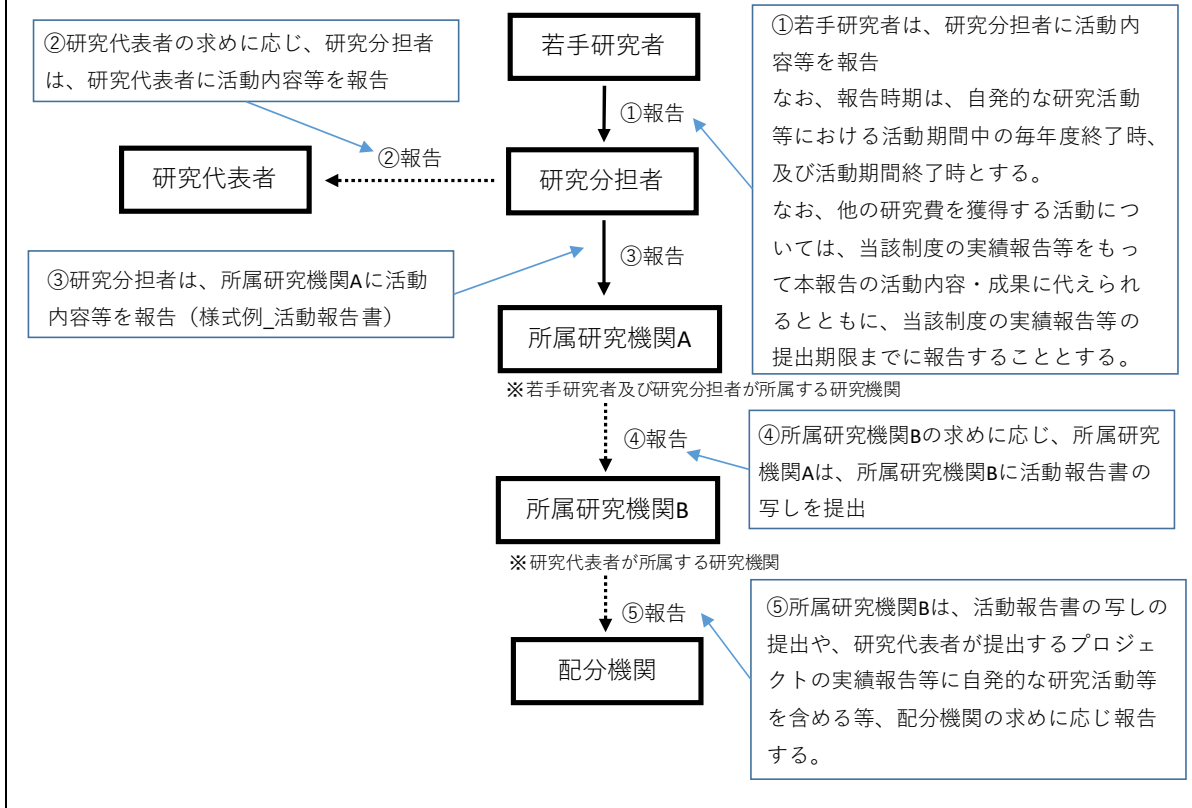 ②研究代表者の求めに応じ、研究分担者
は、研究代表者に活動内容等を報告
若手研究者
①若手研究者は、研究分担者に活動内
容等を報告
なお、報告時期は、自発的な研究活動
等における活動期間中の毎年度終了時、
及び活動期間終了時とする。
なお、他の研究費を獲得する活動につ
いては、当該制度の実績報告等をもっ
て本報告の活動内容・成果に代えられ
るとともに、当該制度の実績報告等の
提出期限までに報告することとする。
①報告
研究代表者
②報告
研究分担者
③研究分担者は、所属研究機関Aに活動
内容等を報告（様式例_活動報告書）
③報告
所属研究機関A
※若手研究者及び研究分担者が所属する研究機関
④報告
④所属研究機関Bの求めに応じ、所属研究
機関Aは、所属研究機関Bに活動報告書の
写しを提出
所属研究機関B
※研究代表者が所属する研究機関
⑤報告
⑤所属研究機関Bは、活動報告書の写しの
提出や、研究代表者が提出するプロジェ
クトの実績報告等に自発的な研究活動等
を含める等、配分機関の求めに応じ報告
する。
配分機関